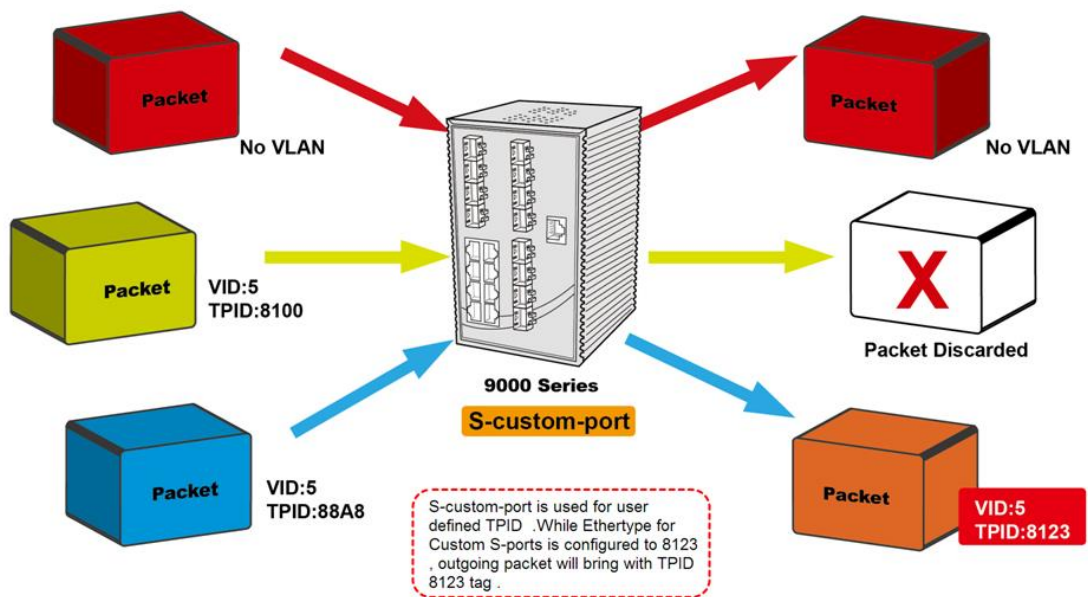 Packet
No VLAN
Packet
No VLAN
Packet
VID:5
TPID:8100
X
Packet Discarded
9000 Series
S-custom-port
Packet
VID:5
TPID:88A8
S-custom-port is used for user
defined TPID .While Ethertype for
Custom S-ports is configured to 8123
, outgoing packet will bring with TPID
8123 tag .
Packet
VID:5
TPID:8123